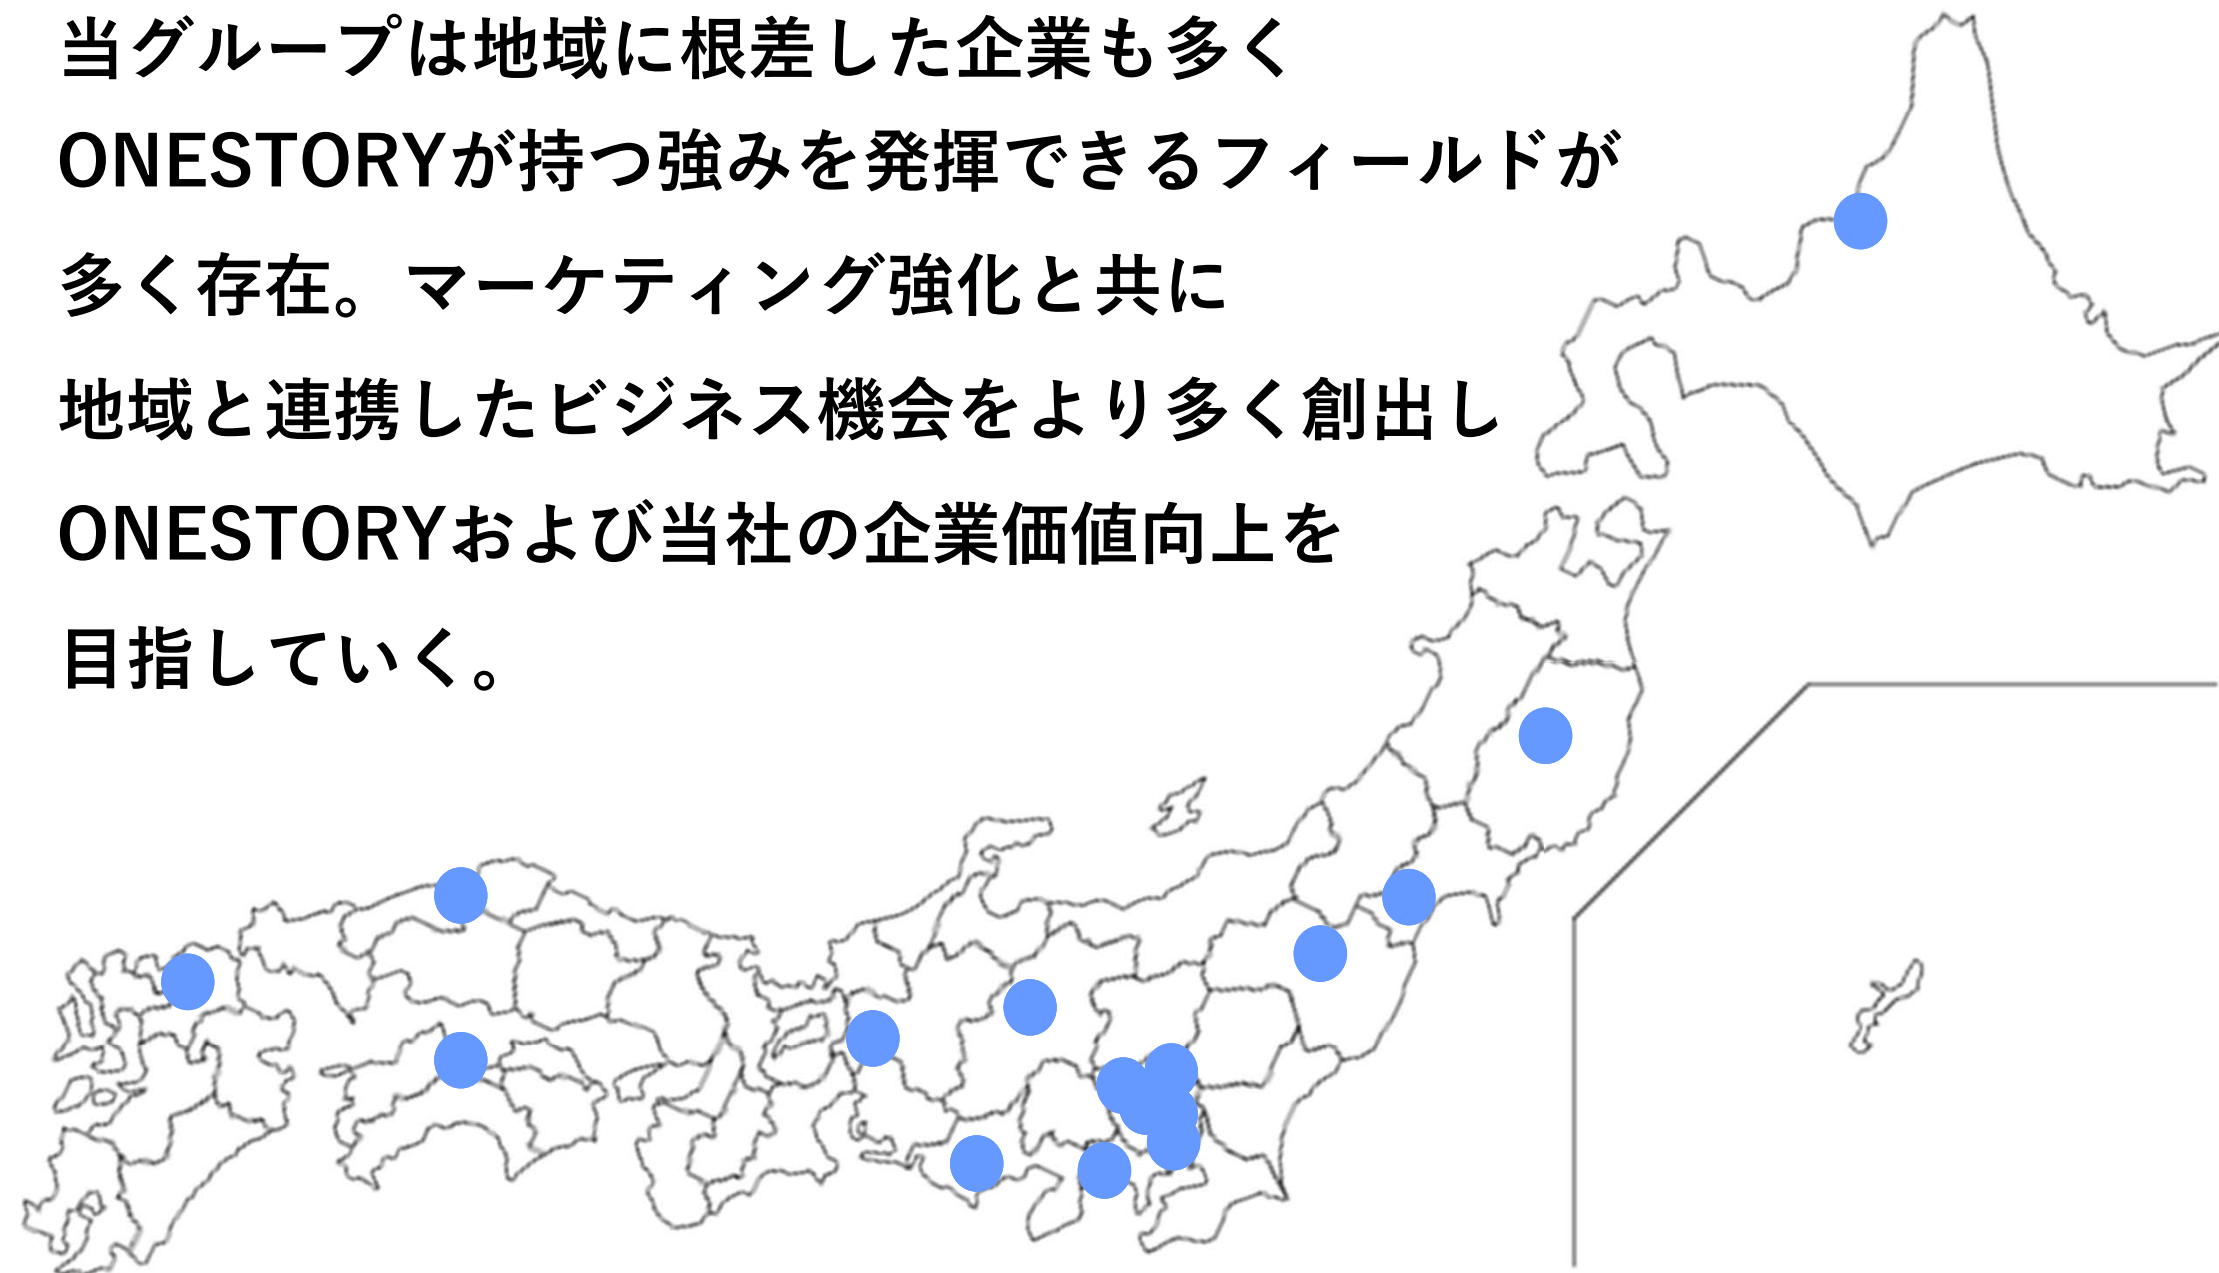 当グループは地域に根差した企業も多く
ONESTORYが持つ強みを発揮できるフィールドが
多く存在。マーケティング強化と共に
地域と連携したビジネス機会をより多く創出し
ONESTORYおよび当社の企業価値向上を
目指していく。